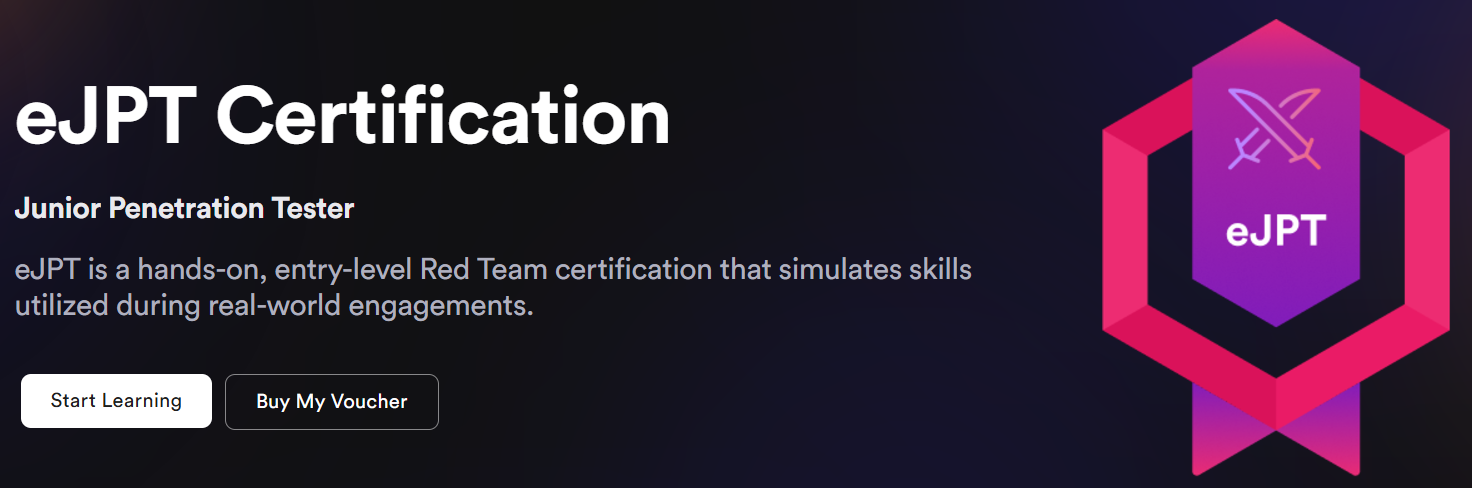 eJPT Certification
Junior Penetration Tester
eJPT is a hands-on, entry-level Red Team certification that simulates skills
utilized during real-world engagements.
Start Learning
Buy My Voucher
eJPT